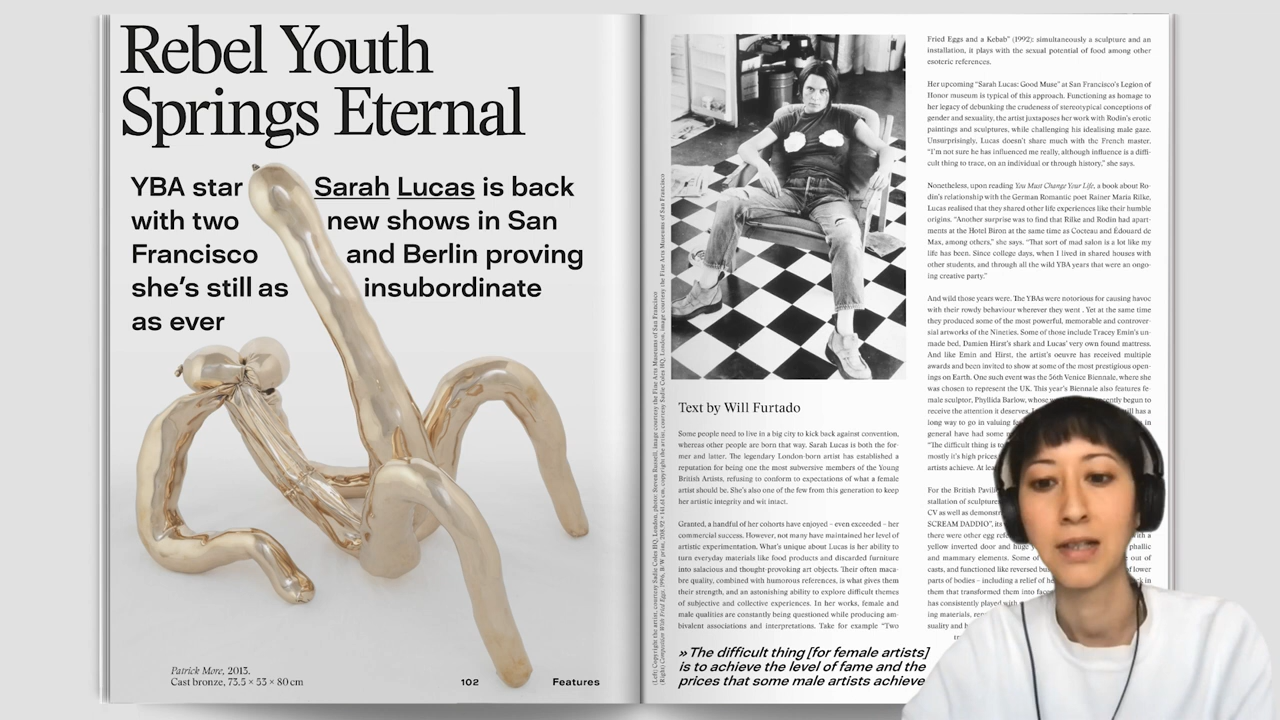 Rebel Youth
Springs Eternal
YBA star Sarah Lucas is back
with two new shows in San
Francisco and Berlin proving
she's still as insubordinate
as ever
Patrick More, 2013.
Cast bronze, 73.5 × 53 × 80 cm
102
Features
Text by Will Furtado
Some people need to live in a big city to kick back against convention,
whereas other people are born that way. Sarah Lucas is both the for-
mer and latter. The legendary London-born artist has established a
reputation for being one the most subversive members of the Young
British Artists, refusing to conform to expectations of what a female
artist should be. She's also one of the few from this generation to keep
her artistic integrity and wit intact.
Granted, a handful of her cohorts have enjoyed – even exceeded – her
commercial success. However, not many have maintained her level of
artistic experimentation. What's unique about Lucas is her ability to
turn everyday materials like food products and discarded furniture
into salacious and thought-provoking art objects. Their often maca-
bre quality, combined with humorous references, is what gives them
their strength, and an astonishing ability to explore difficult themes
of subjective and collective experiences. In her works, female and
male qualities are constantly being questioned while producing am-
bivalent associations and interpretations. Take for example “Two
» The difficult thing [for female artists]
is to achieve the level of fame and the
prices that some male artists achieve
Fried Eggs and a Kebab” (1992): simultaneously a sculpture and an
installation, it plays with the sexual potential of food among other
esoteric references.
Her upcoming “Sarah Lucas: Good Muse” at San Francisco's Legion of
Honor museum is typical of this approach. Functioning as homage to
her legacy of debunking the crudeness of stereotypical conceptions of
gender and sexuality, the artist juxtaposes her work with Rodin's erotic
paintings and sculptures, while challenging his idealising male gaze.
Unsurprisingly, Lucas doesn't share much with the French master.
“I'm not sure he has influenced me really, although influence is a diffi-
cult thing to trace, on an individual or through history,” she says.
Nonetheless, upon reading You Must Change Your Life, a book about Ro-
din's relationship with the German Romantic poet Rainer Maria Rilke,
Lucas realised that they shared other life experiences like their humble
origins. “Another surprise was to find that Rilke and Rodin had apart-
ments at the Hotel Biron at the same time as Cocteau and Édouard de
Max, among others,” she says. “That sort of mad salon is a lot like my
life has been. Since college days, when I lived in shared houses with
other students, and through all the wild YBA years that were an ongo-
ing creative party.”
And wild those years were. The YBAs were notorious for causing havoc
with their rowdy behaviour wherever they went . Yet at the same time
they produced some of the most powerful, memorable and controver-
sial artworks of the Nineties. Some of those include Tracey Emin's un-
made bed, Damien Hirst's shark and Lucas' very own found mattress.
And like Emin and Hirst, the artist's oeuvre has received multiple
awards and been invited to show at some of the most prestigious open-
ings on Earth. One such event was the 56th Venice Biennale, where she
was chosen to represent the UK. This year's Biennale also features fe-
male sculptor, Phyllida Barlow, whose recently begun to
receive the attention it deserves. still has a
long way to go in valuing in
general have had some
“The difficult thing is to
mostly it's high prices
artists achieve. At
For the British
stallation of
CV as well as
SCREAM DADDIO”, its
there were other egg with a
yellow inverted door and huge phallic
and mammary elements. Some of out of
casts, and functioned like reversed of lower
parts of bodies – including a relief of back in
them that transformed them into
has consistently played with
ing materials,
suality and